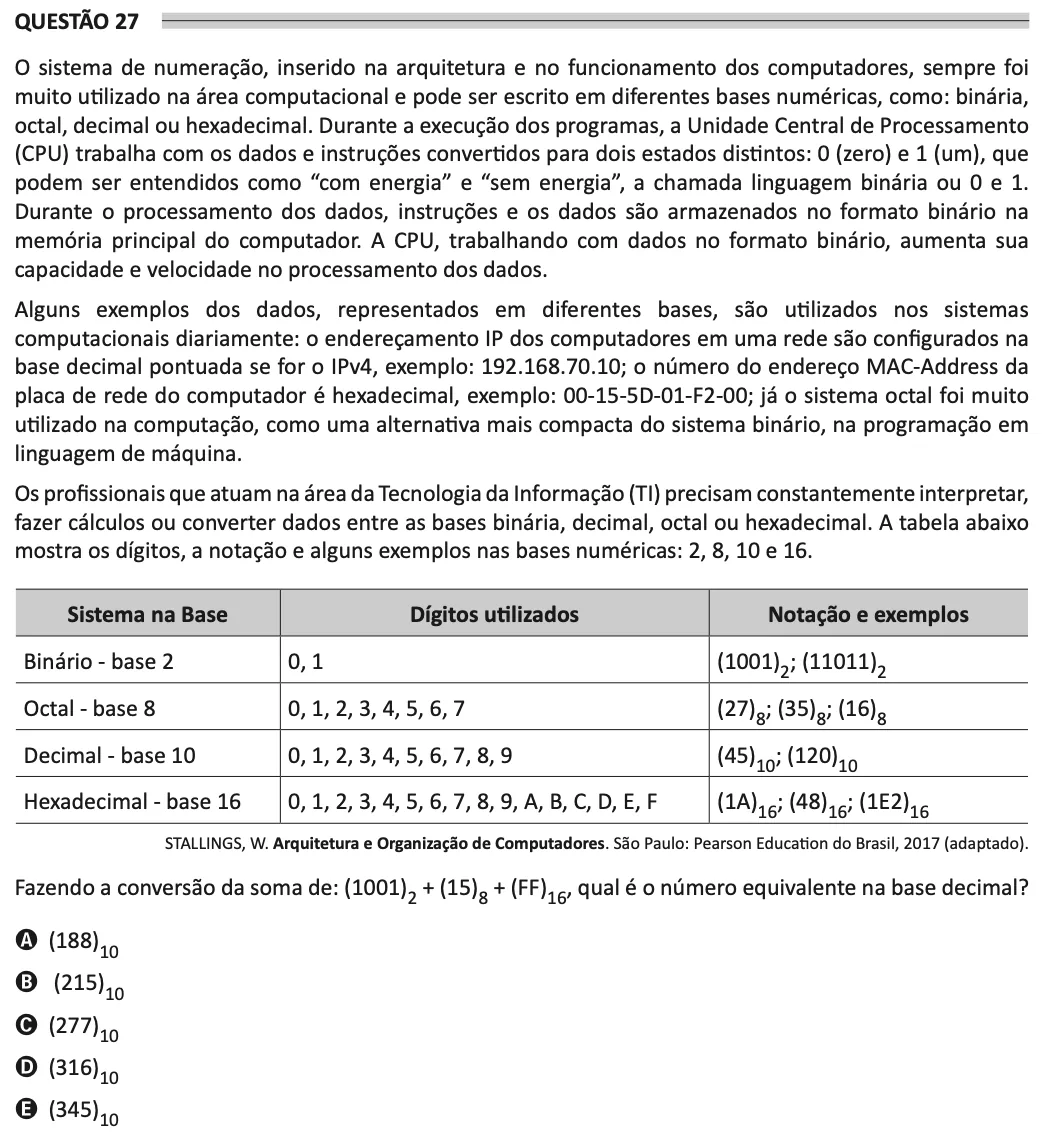 QUESTÃO 27
O sistema de numeração, inserido na arquitetura e no funcionamento dos computadores, sempre foi
muito utilizado na área computacional e pode ser escrito em diferentes bases numéricas, como: binária,
octal, decimal ou hexadecimal. Durante a execução dos programas, a Unidade Central de Processamento
(CPU) trabalha com os dados e instruções convertidos para dois estados distintos: 0 (zero) e 1 (um), que
podem ser entendidos como “com energia” e “sem energia”, a chamada linguagem binária ou 0 e 1.
Durante o processamento dos dados, instruções e os dados são armazenados no formato binário na
memória principal do computador. A CPU, trabalhando com dados no formato binário, aumenta sua
capacidade e velocidade no processamento dos dados.
Alguns exemplos dos dados, representados em diferentes bases, são utilizados nos sistemas
computacionais diariamente: o endereçamento IP dos computadores em uma rede são configurados na
base decimal pontuada se for o IPv4, exemplo: 192.168.70.10; o número do endereço MAC-Address da
placa de rede do computador é hexadecimal, exemplo: 00-15-5D-01-F2-00; já o sistema octal foi muito
utilizado na computação, como uma alternativa mais compacta do sistema binário, na programação em
linguagem de máquina.
Os profissionais que atuam na área da Tecnologia da Informação (TI) precisam constantemente interpretar,
fazer cálculos ou converter dados entre as bases binária, decimal, octal ou hexadecimal. A tabela abaixo
mostra os dígitos, a notação e alguns exemplos nas bases numéricas: 2, 8, 10 e 16.
Sistema na Base Dígitos utilizados Notação e exemplos
Binário - base 2 0, 1 (1001)2; (11011)2
Octal - base 8 0, 1, 2, 3, 4, 5, 6, 7 (27)8; (35)8; (16)8
Decimal - base 10 0, 1, 2, 3, 4, 5, 6, 7, 8, 9 (45)10; (120)10
Hexadecimal - base 16 0, 1, 2, 3, 4, 5, 6, 7, 8, 9, A, B, C, D, E, F (1A)16; (48)16; (1E2)16
STALLINGS, W. Arquitetura e Organização de Computadores. São Paulo: Pearson Education do Brasil, 2017 (adaptado).
Fazendo a conversão da soma de: (1001)2 + (15)8 + (FF)16, qual é o número equivalente na base decimal?
A (188)10
B (215)10
C (277)10
D (316)10
E (345)10